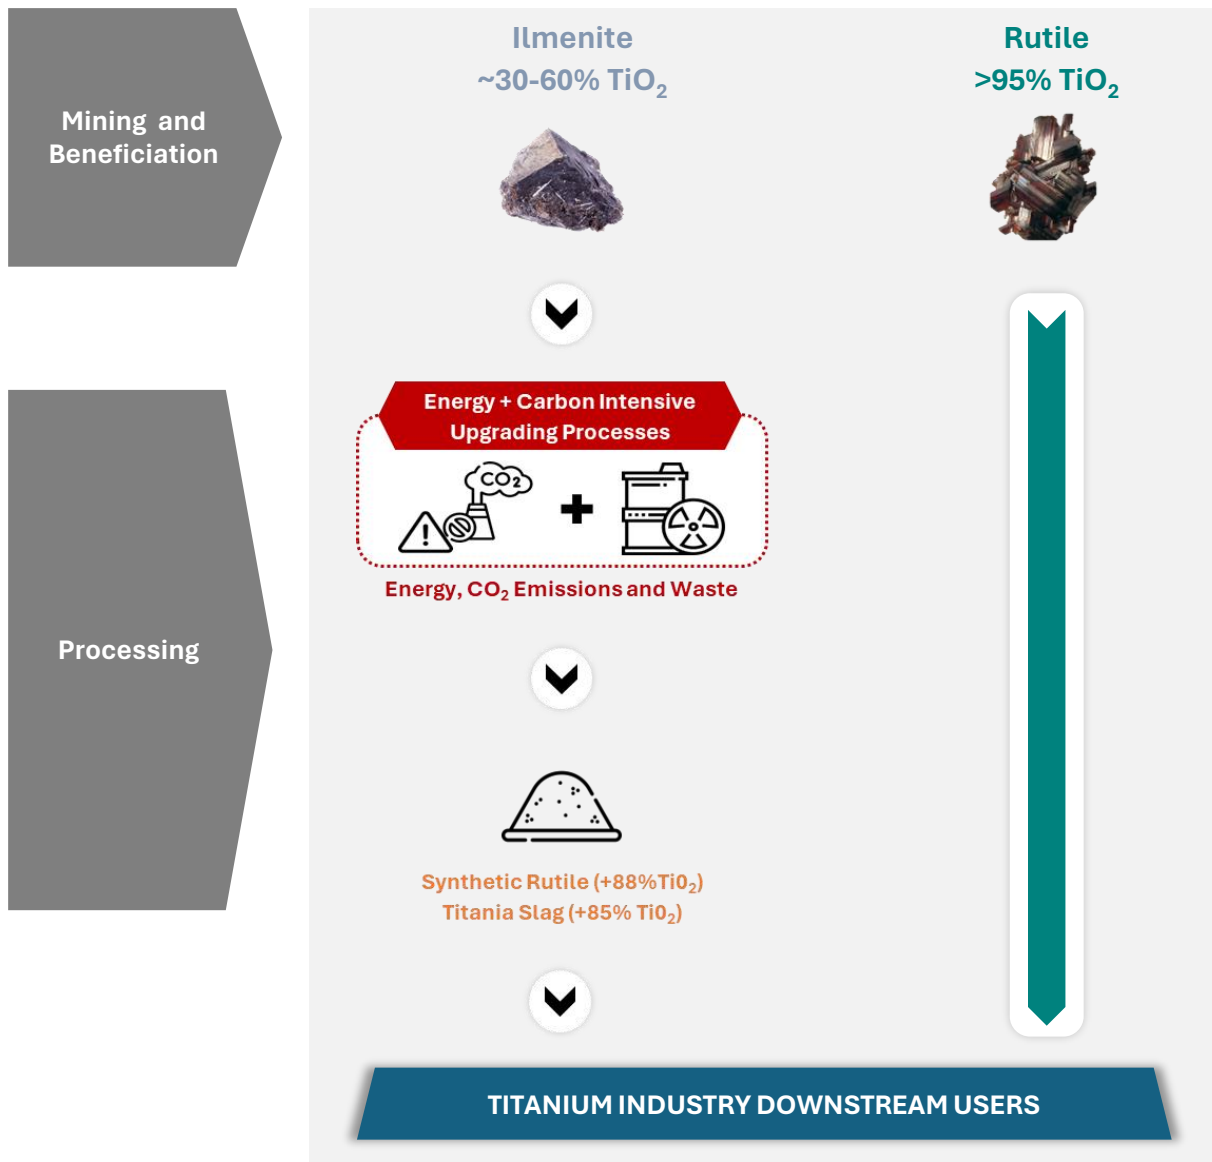 Mining and
Beneficiation
Ilmenite
~30-60% TiO₂
Rutile
>95% TiO₂
Processing
Energy + Carbon Intensive
Upgrading Processes
CO₂
Energy, CO₂ Emissions and Waste
Synthetic Rutile (+88%Ti0₂)
Titania Slag (+85% Ti0₂)
TITANIUM INDUSTRY DOWNSTREAM USERS